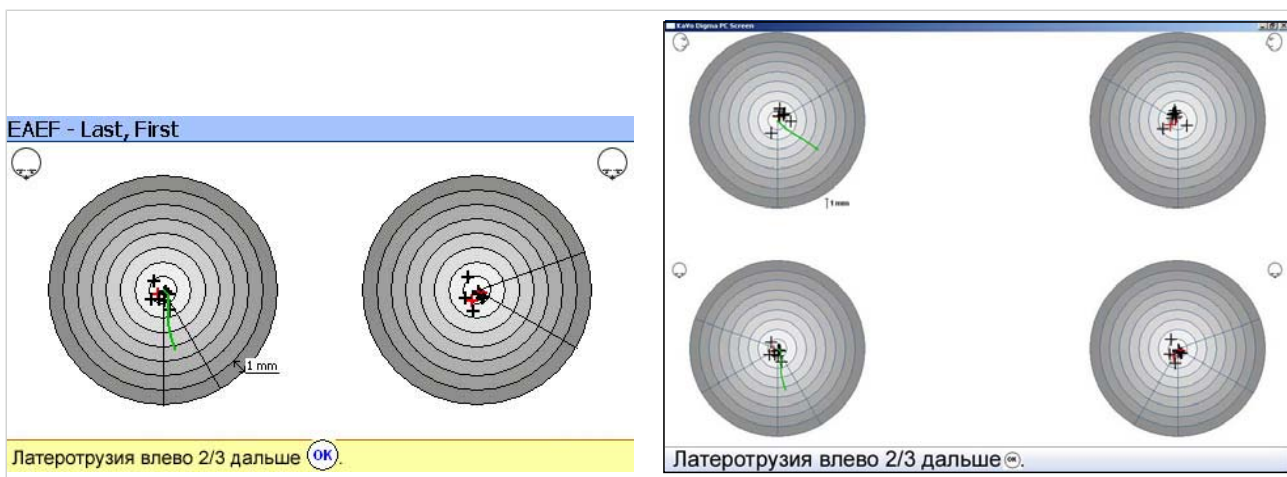 EAEF - Last, First
1 mm
Латеротрузия влево 2/3 дальше OK.
KaVo Digma PC Screen
1 mm
Латеротрузия влево 2/3 дальше OK.